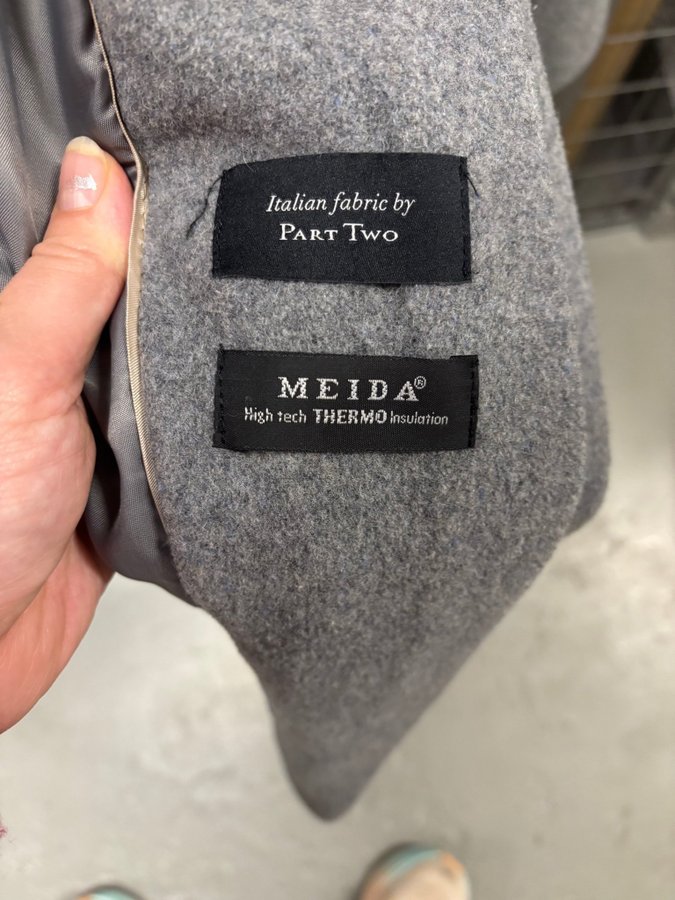 Italian fabric by
PART TWO
MEIDA®
High tech THERMO Insulation